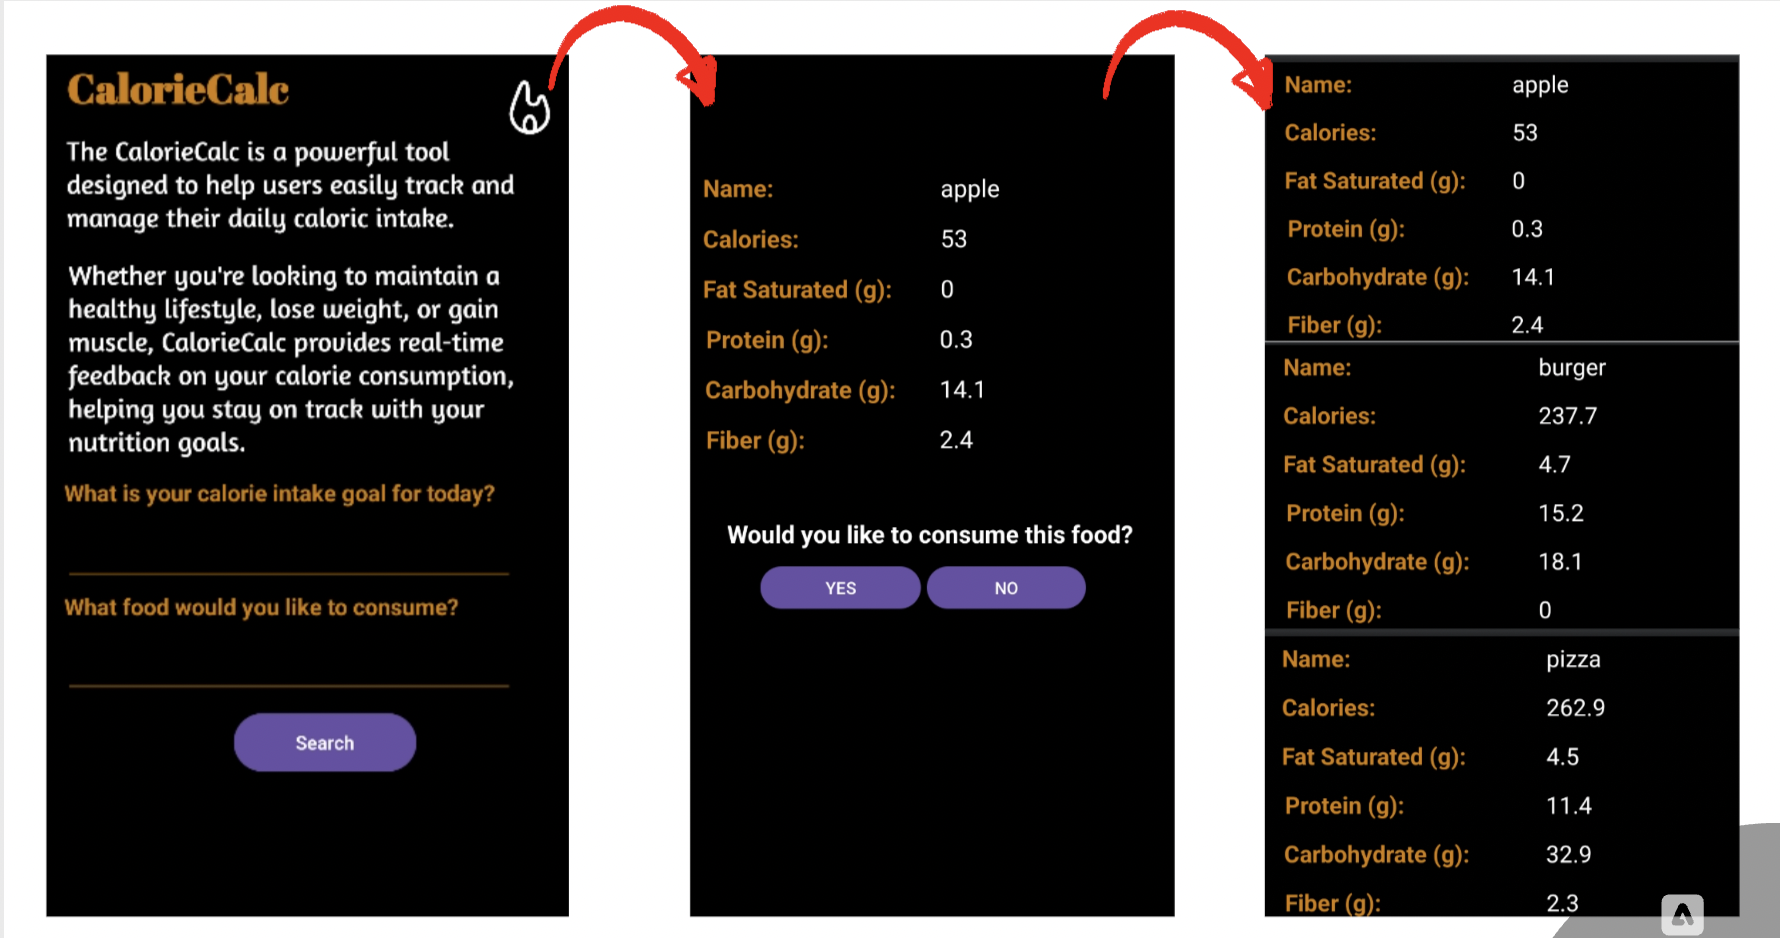 CalorieCalc
The CalorieCalc is a powerful tool
designed to help users easily track and
manage their daily caloric intake.
Whether you're looking to maintain a
healthy lifestyle, lose weight, or gain
muscle, CalorieCalc provides real-time
feedback on your calorie consumption,
helping you stay on track with your
nutrition goals.
What is your calorie intake goal for today?
What food would you like to consume?
Search
Name: apple
Calories: 53
Fat Saturated (g): 0
Protein (g): 0.3
Carbohydrate (g): 14.1
Fiber (g): 2.4
Would you like to consume this food?
YES NO
Name: apple
Calories: 53
Fat Saturated (g): 0
Protein (g): 0.3
Carbohydrate (g): 14.1
Fiber (g): 2.4
Name: burger
Calories: 237.7
Fat Saturated (g): 4.7
Protein (g): 15.2
Carbohydrate (g): 18.1
Fiber (g): 0
Name: pizza
Calories: 262.9
Fat Saturated (g): 4.5
Protein (g): 11.4
Carbohydrate (g): 32.9
Fiber (g): 2.3